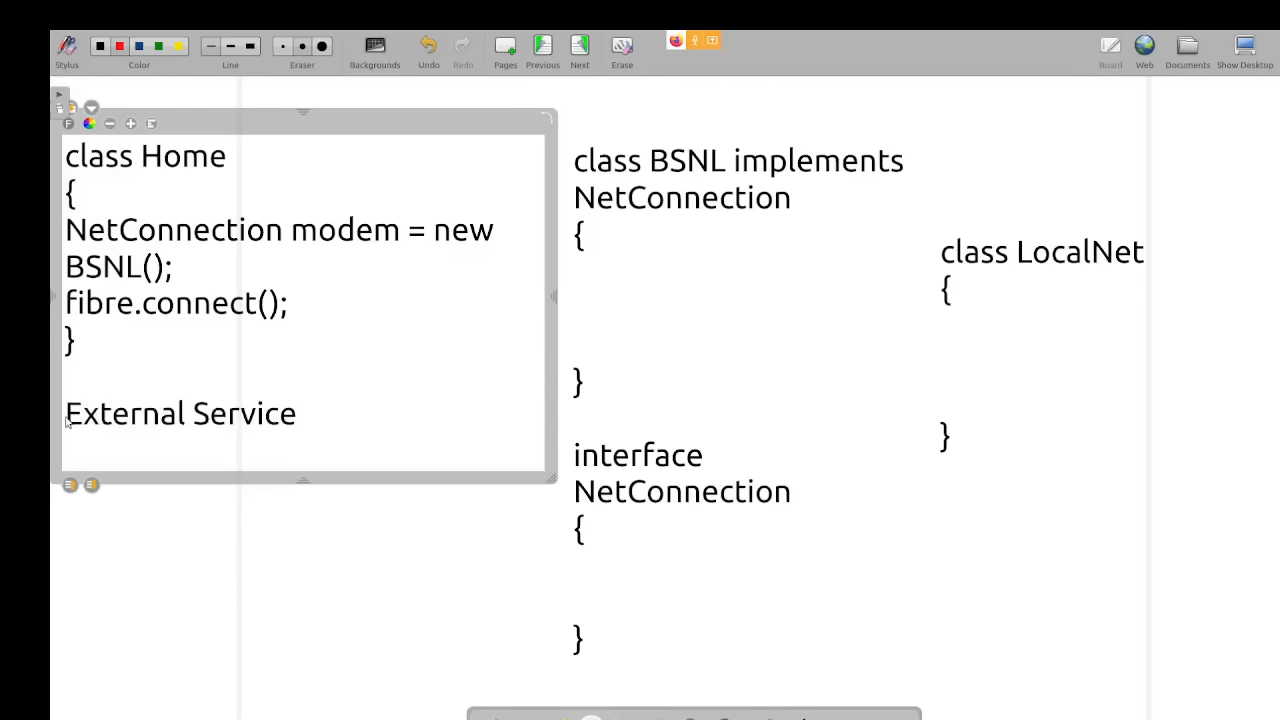 Stylus
Color
Line
Eraser
Backgrounds
Undo
Redo
Pages
Previous
Next
Erase
Board
Web
Documents
Show Desktop
class Home
{
NetConnection modem = new
BSNL();
fibre.connect();
}
External Service
class BSNL implements
NetConnection
{
}
interface
NetConnection
{
}
class LocalNet
{
}